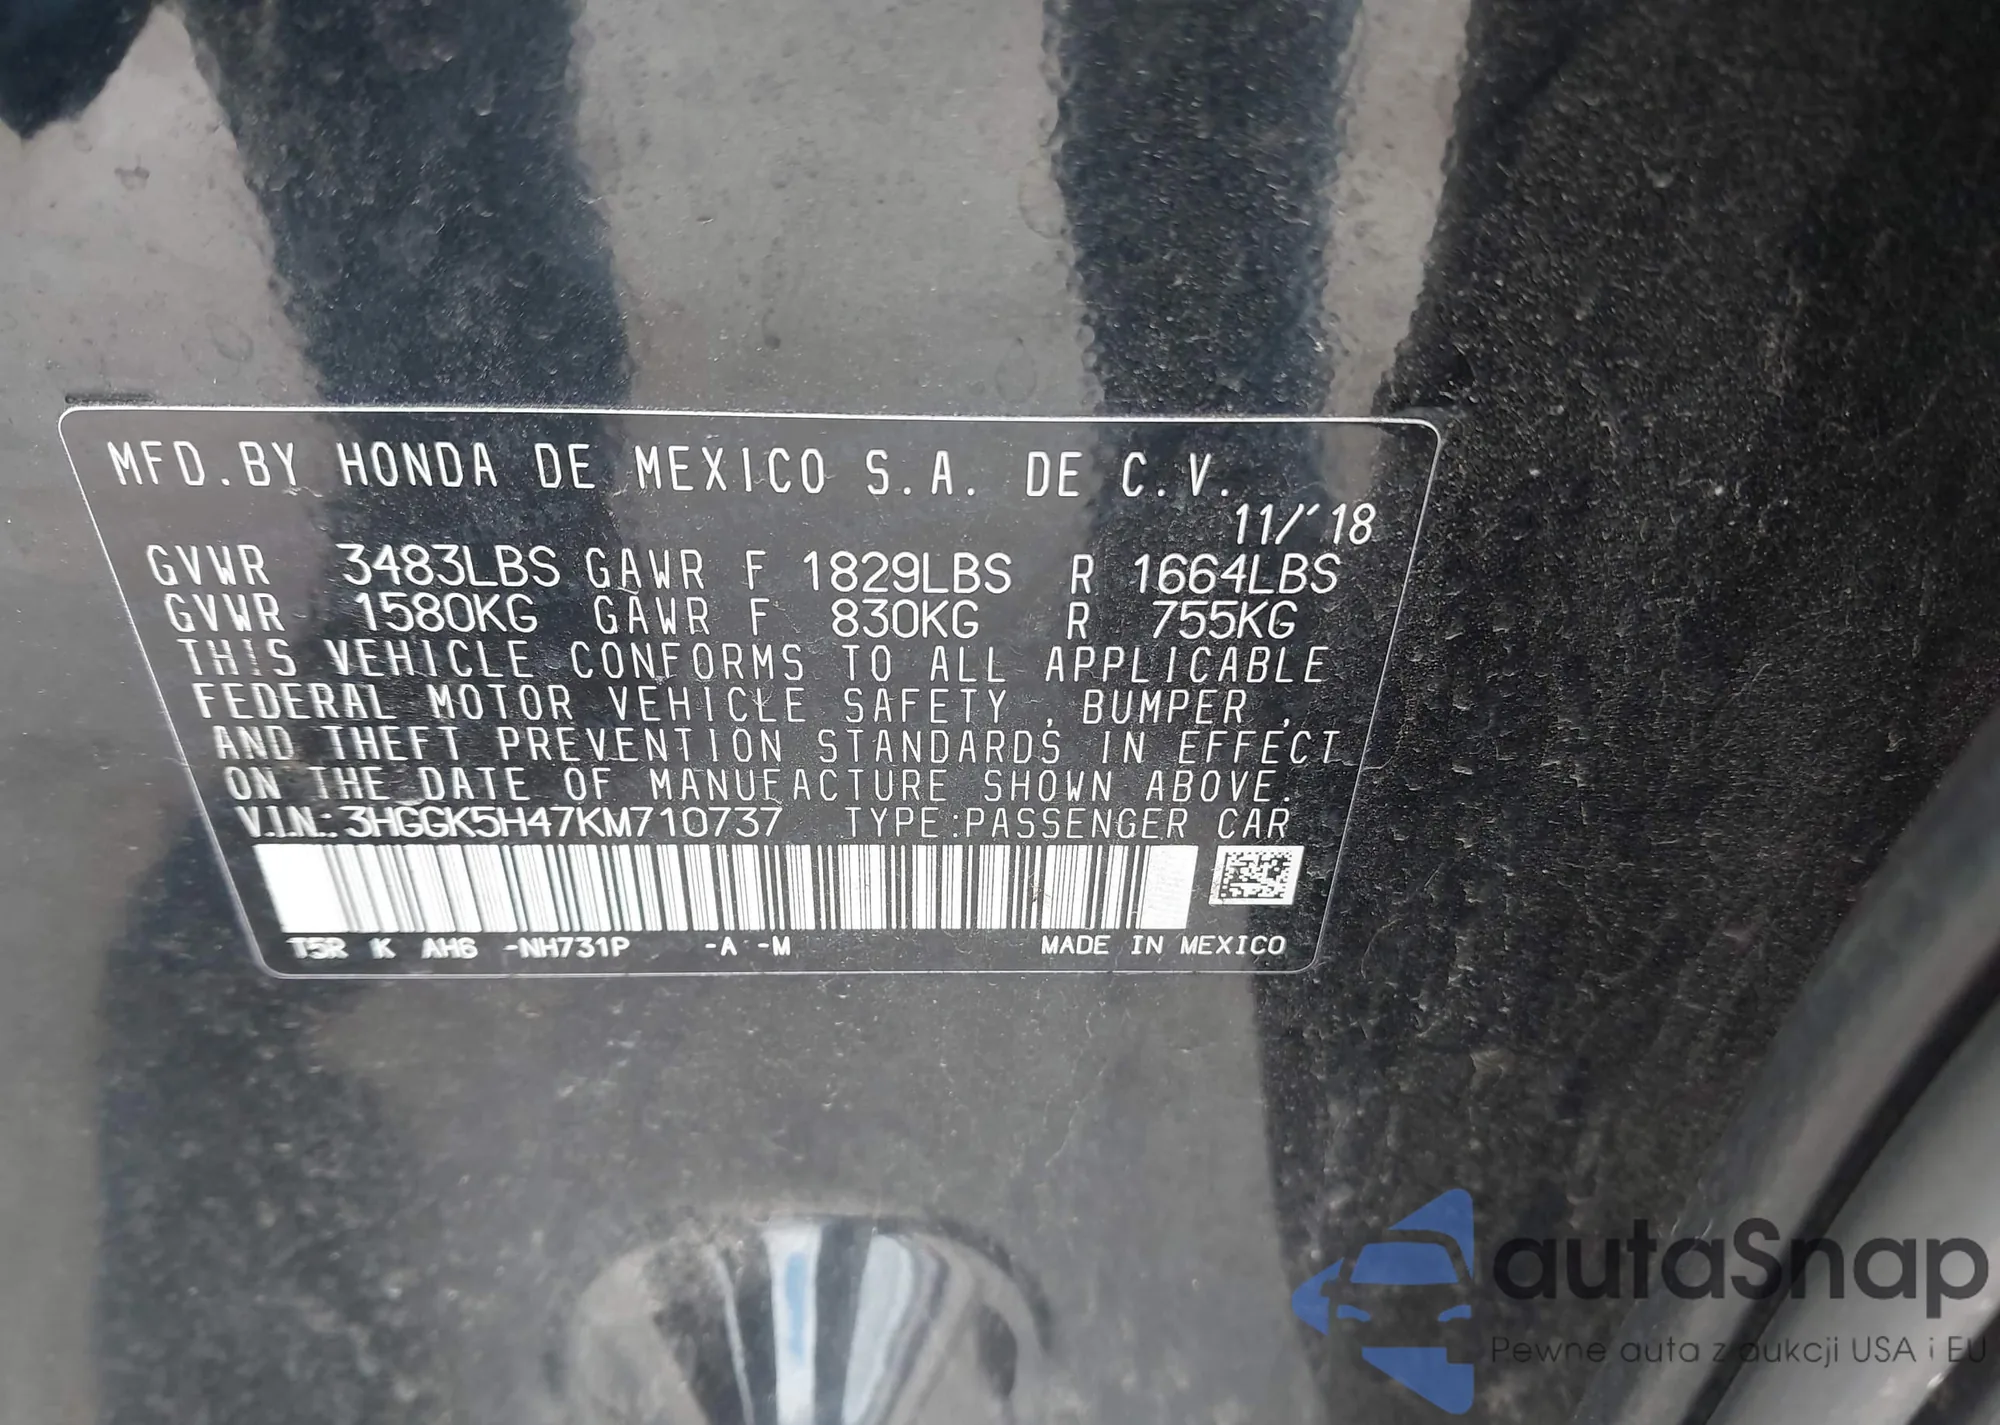 MFD.BY HONDA DE MEXICO S.A. DE C.V.
11/'18
GVWR 3483LBS GAWR F 1829LBS R 1664LBS
GVWR 1580KG GAWR F 830KG R 755KG
THIS VEHICLE CONFORMS TO ALL APPLICABLE
FEDERAL MOTOR VEHICLE SAFETY , BUMPER ,
AND THEFT PREVENTION STANDARDS IN EFFECT
ON THE DATE OF MANUFACTURE SHOWN ABOVE.
V.I.N.: 3HGGK5H47KM710737 TYPE:PASSENGER CAR
T5R K AH6 -NH731P -A -M MADE IN MEXICO
autaSnap
Pewne auta z aukcji USA i EU